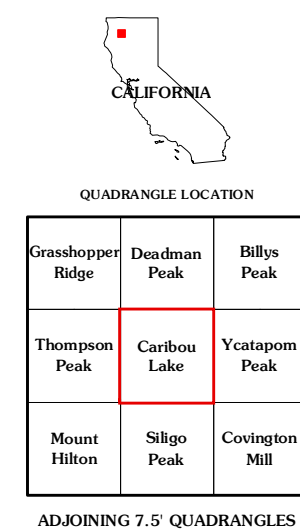 CALIFORNIA
QUADRANGLE LOCATION
Grasshopper
Ridge
Deadman
Peak
Billys
Peak
Thompson
Peak
Caribou
Lake
Ycatapom
Peak
Mount
Hilton
Siligo
Peak
Covington
Mill
ADJOINING 7.5' QUADRANGLES